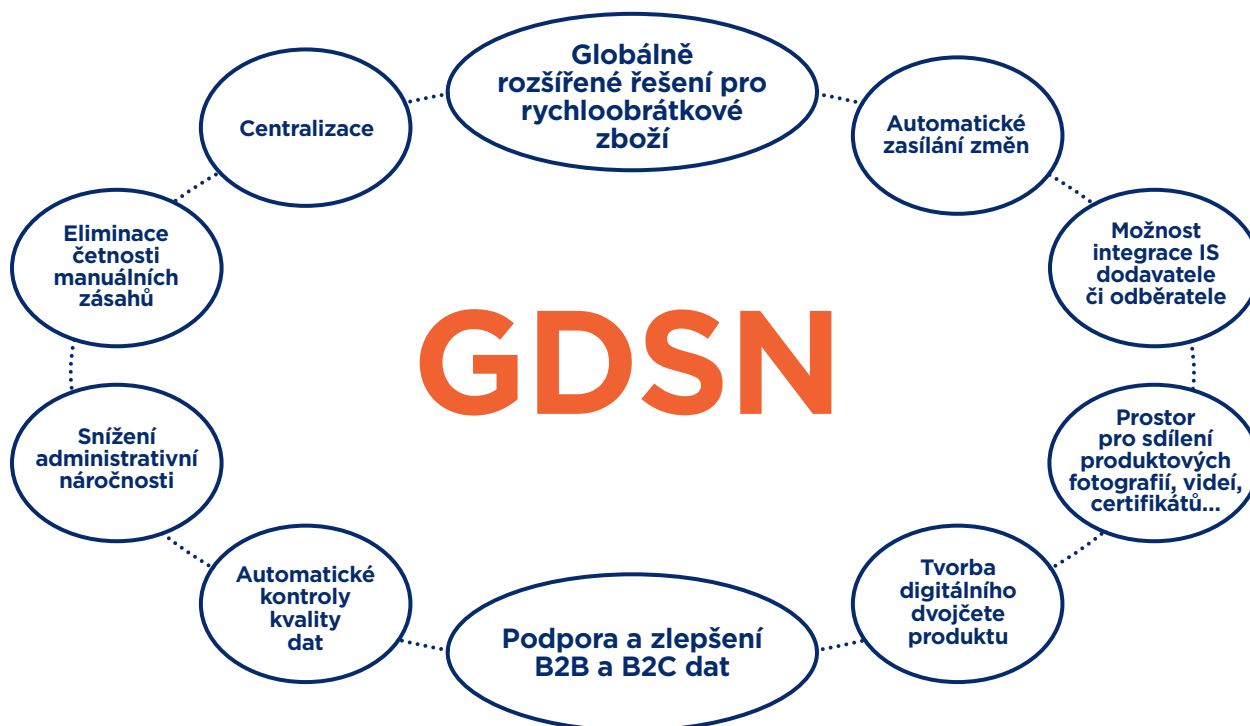 Globálně
rozšířené řešení pro
rychloobrátkové
zboží
Centralizace
Automatické
zasílání změn
Eliminace
četnosti
manuálních
zásahů
Možnost
integrace IS
dodavatele
či odběratele
GDSN
Snížení
administrativní
náročnosti
Prostor
pro sdílení
produktových
fotografií, videí,
certifikátů...
Automatické
kontroly
kvality
dat
Tvorba
digitálního
dvojčete
produktu
Podpora a zlepšení
B2B a B2C dat